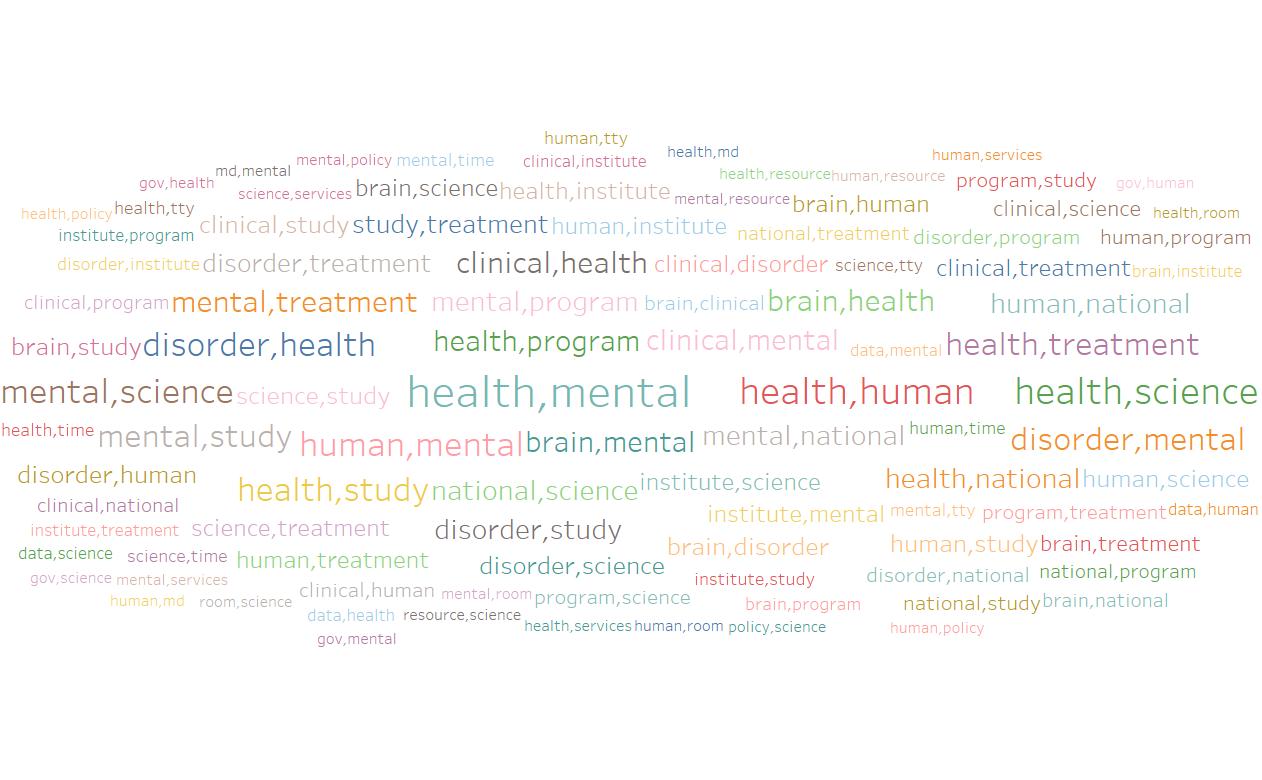 human,tty
mental,policy mental,time clinical,institute health,md human,services
md,mental health,resource human,resource program,study gov,human
gov,health science,services brain,science health,institute mental,resource brain,human clinical,science health,room
health,policy health,tty clinical,study study,treatment human,institute national,treatment disorder,program human,program
institute,program
disorder,institute disorder,treatment clinical,health clinical,disorder science,tty clinical,treatment brain,institute
clinical,program mental,treatment mental,program brain,clinical brain,health human,national
brain,study disorder,health health,program clinical,mental data,mental health,treatment
mental,science science,study health,mental health,human health,science
health,time mental,study human,mental brain,mental mental,national human,time disorder,mental
disorder,human health,study national,science institute,science health,national human,science
clinical,national institute,mental mental,tty program,treatment data,human
institute,treatment science,treatment disorder,study brain,disorder human,study brain,treatment
data,science science,time human,treatment disorder,science institute,study disorder,national national,program
gov,science mental,services clinical,human mental,room program,science brain,program national,study brain,national
human,md room,science
data,health resource,science health,services human,room policy,science human,policy
gov,mental